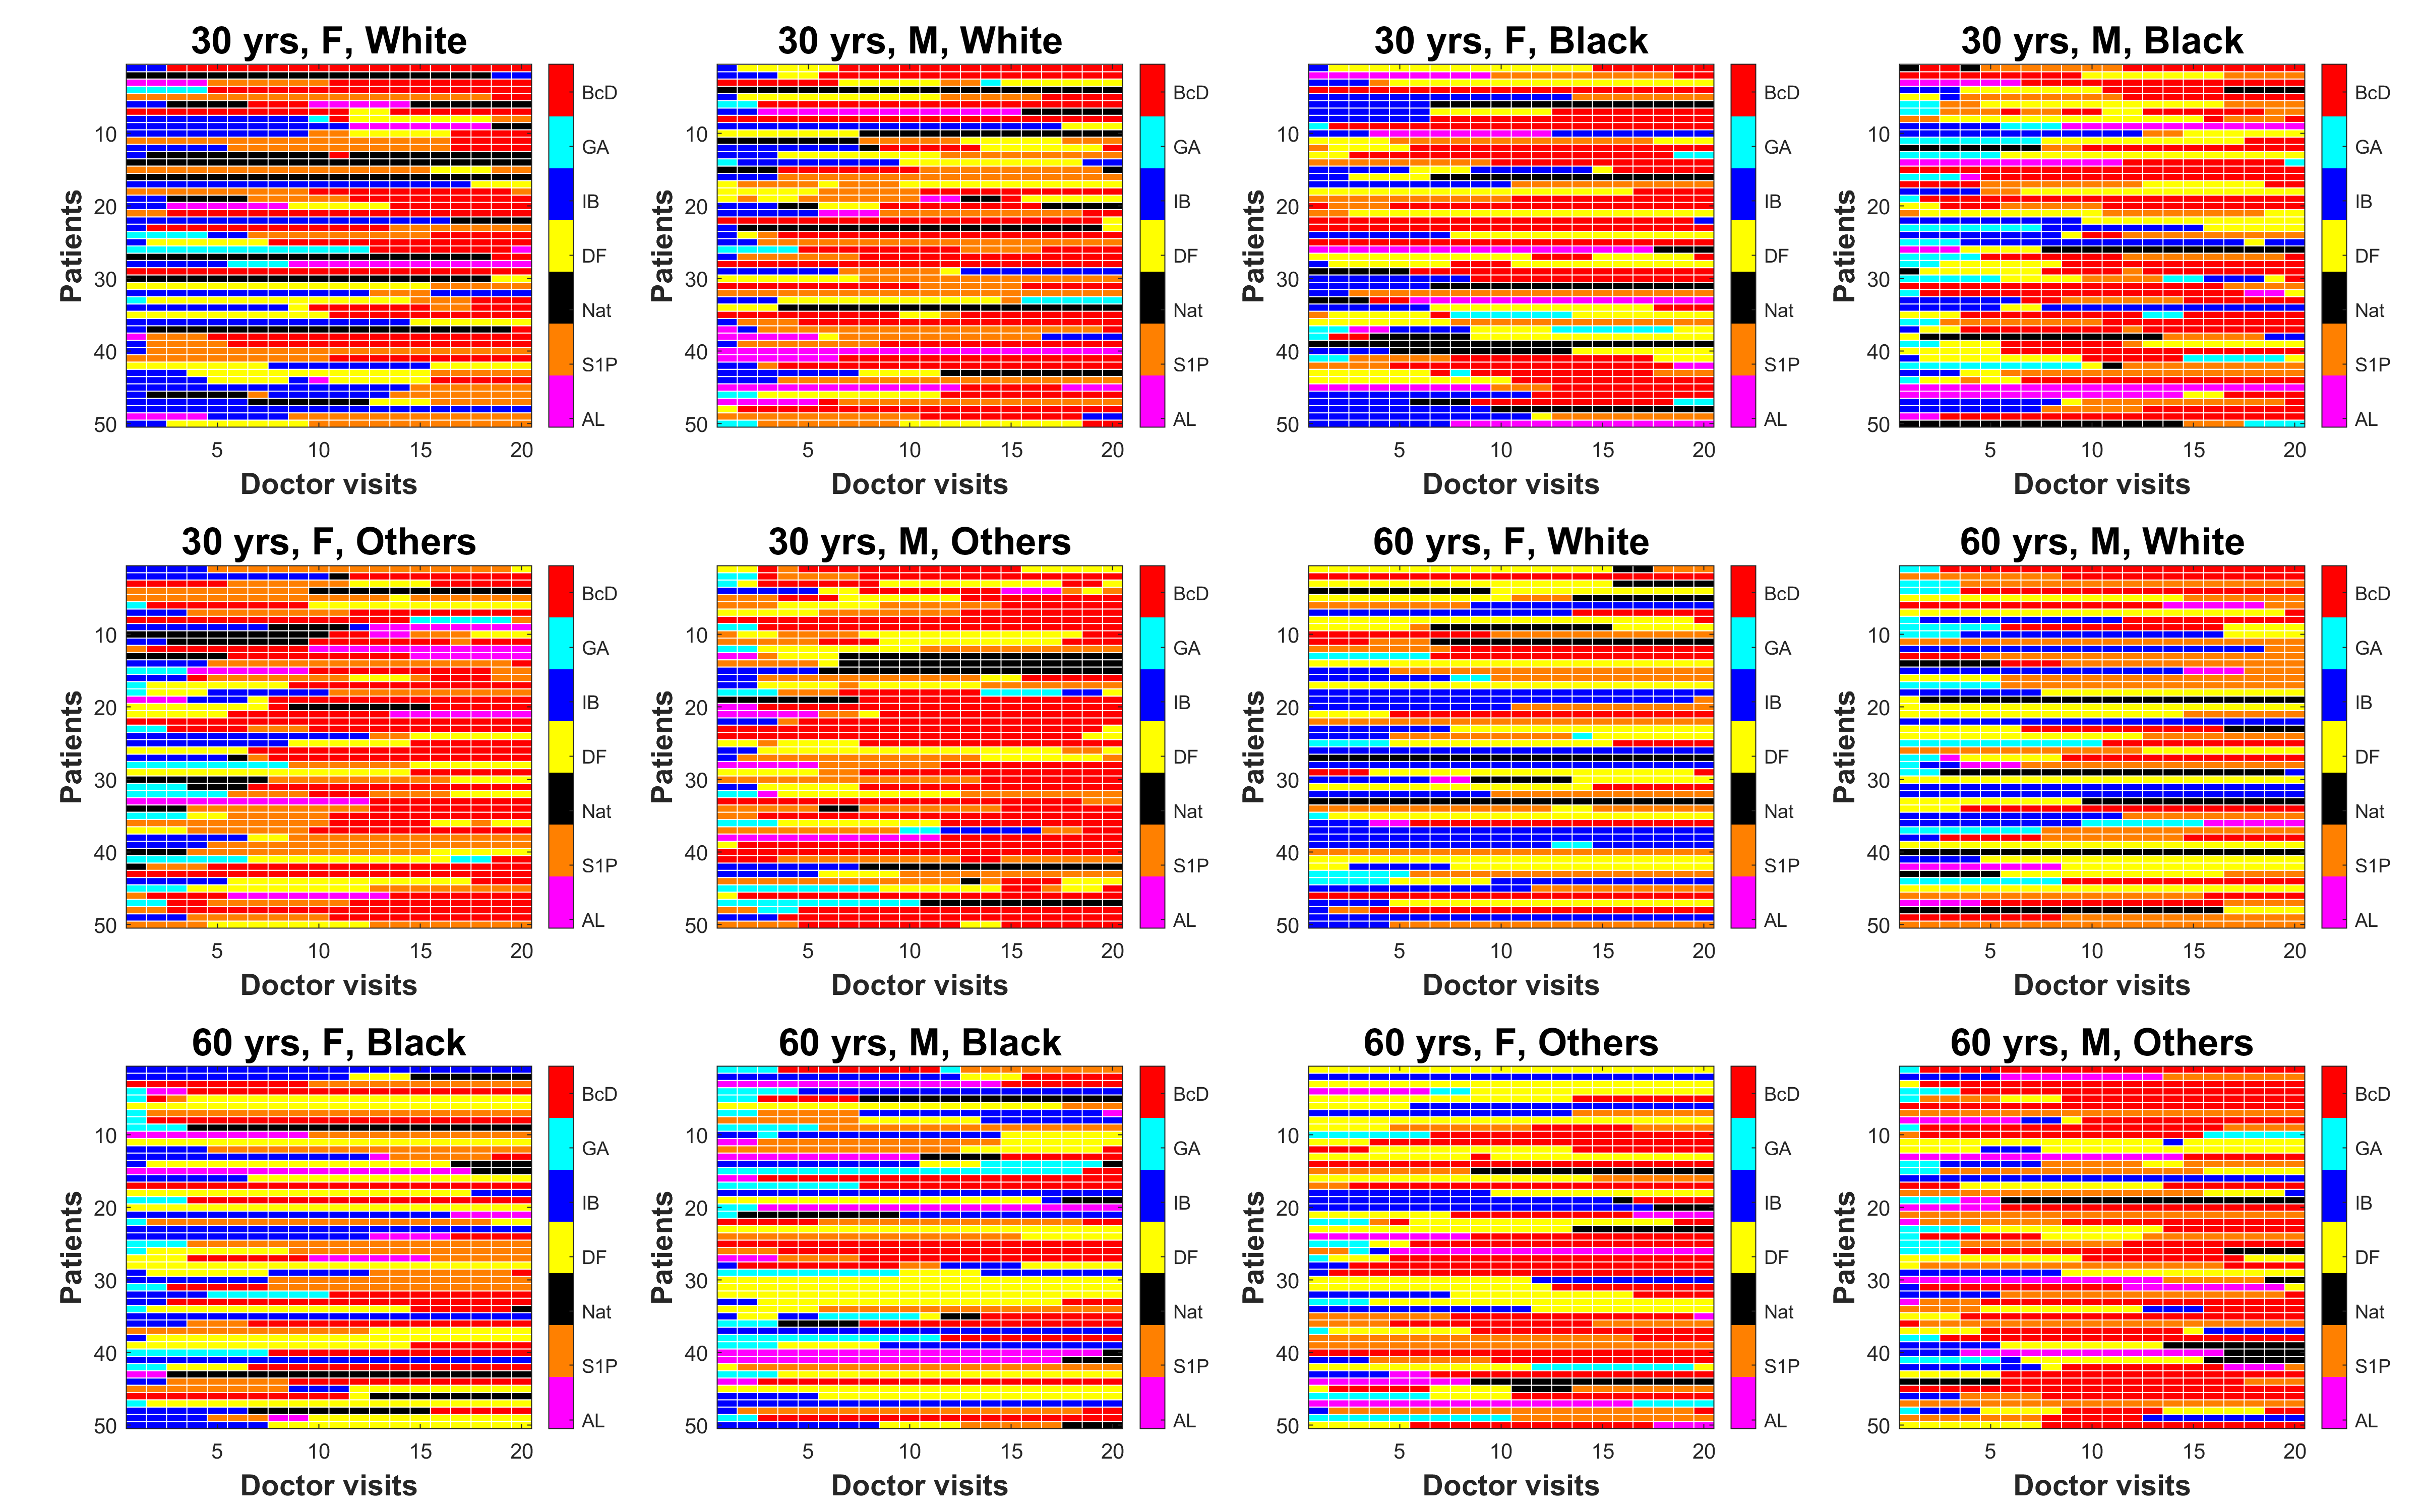 30 yrs, F, White
Patients
10
20
30
40
50
5 10 15 20
Doctor visits
BcD
GA
IB
DF
Nat
S1P
AL
30 yrs, M, White
Patients
10
20
30
40
50
5 10 15 20
Doctor visits
BcD
GA
IB
DF
Nat
S1P
AL
30 yrs, F, Black
Patients
10
20
30
40
50
5 10 15 20
Doctor visits
BcD
GA
IB
DF
Nat
S1P
AL
30 yrs, M, Black
Patients
10
20
30
40
50
5 10 15 20
Doctor visits
BcD
GA
IB
DF
Nat
S1P
AL
30 yrs, F, Others
Patients
10
20
30
40
50
5 10 15 20
Doctor visits
BcD
GA
IB
DF
Nat
S1P
AL
30 yrs, M, Others
Patients
10
20
30
40
50
5 10 15 20
Doctor visits
BcD
GA
IB
DF
Nat
S1P
AL
60 yrs, F, White
Patients
10
20
30
40
50
5 10 15 20
Doctor visits
BcD
GA
IB
DF
Nat
S1P
AL
60 yrs, M, White
Patients
10
20
30
40
50
5 10 15 20
Doctor visits
BcD
GA
IB
DF
Nat
S1P
AL
60 yrs, F, Black
Patients
10
20
30
40
50
5 10 15 20
Doctor visits
BcD
GA
IB
DF
Nat
S1P
AL
60 yrs, M, Black
Patients
10
20
30
40
50
5 10 15 20
Doctor visits
BcD
GA
IB
DF
Nat
S1P
AL
60 yrs, F, Others
Patients
10
20
30
40
50
5 10 15 20
Doctor visits
BcD
GA
IB
DF
Nat
S1P
AL
60 yrs, M, Others
Patients
10
20
30
40
50
5 10 15 20
Doctor visits
BcD
GA
IB
DF
Nat
S1P
AL